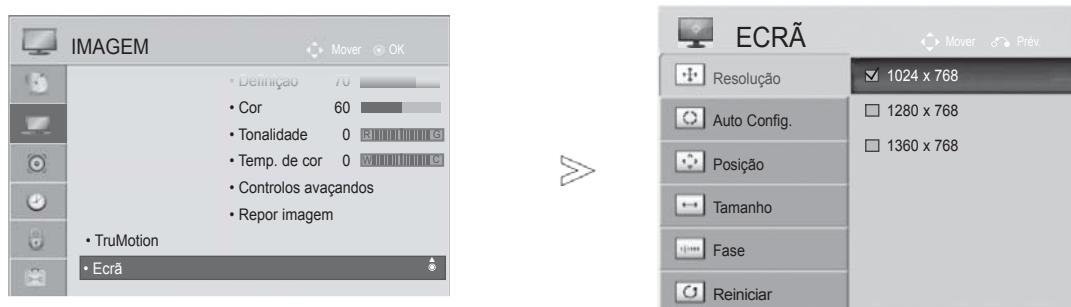 IMAGEM
Mover OK
• Definição 70
• Cor 60
• Tonalidade 0 R G
• Temp. de cor 0 W C
• Controlos avaçandos
• Repor imagem
• TruMotion
• Ecrã
ECRÃ
Mover Prév.
Resolução
1024 x 768
Auto Config.
1280 x 768
1360 x 768
Posição
Tamanho
Fase
Reiniciar